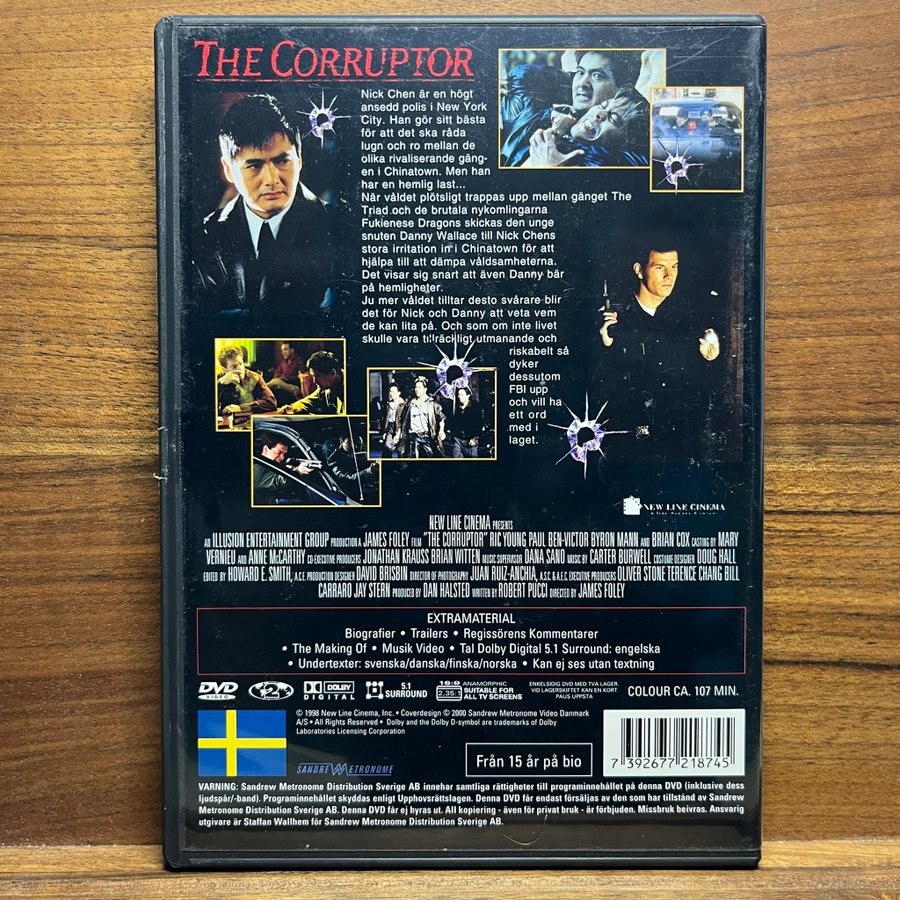 THE CORRUPTOR
Nick Chen är en högt
ansedd polis i New York
City. Han gör sitt bästa
för att det ska råda
lugn och ro mellan de
olika rivaliserande gäng-
en i Chinatown. Men han
har en hemlig last...
När våldet plötsligt trappas upp mellan gänget The
Triad och de brutala nykomlingarna
Fukienese Dragons skickas den unge
snuten Danny Wallace till Nick Chens
stora irritation in i Chinatown för att
hjälpa till att dämpa våldsamheterna.
Det visar sig snart att även Danny bär
på hemligheter.
Ju mer våldet tilltar desto svårare blir
det för Nick och Danny att veta vem
de kan lita på. Och som om inte livet
skulle vara tillräckligt utmanande och
riskabelt så
dyker
dessutom
FBI upp
och vill ha
ett ord
med i
laget.
NEW LINE CINEMA
NEW LINE CINEMA PRESENTS
AN ILLUSION ENTERTAINMENT GROUP PRODUCTION A JAMES FOLEY FILM "THE CORRUPTOR" RIC YOUNG PAUL BEN-VICTOR BYRON MANN AND BRIAN COX CASTING BY MARY
VERNIEU AND ANNE McCARTHY CO-EXECUTIVE PRODUCERS JONATHAN KRAUSS BRIAN WITTEN MUSIC SUPERVISION DANA SANO MUSIC BY CARTER BURWELL COSTUME DESIGNER DOUG HALL
EDITED BY HOWARD E. SMITH, A.C.E. PRODUCTION DESIGNER DAVID BRISBIN DIRECTOR OF PHOTOGRAPHY JUAN RUIZ-ANCHIA, A.S.C. & A.E.C. EXECUTIVE PRODUCERS OLIVER STONE TERENCE CHANG BILL
CARRARO JAY STERN PRODUCED BY DAN HALSTED WRITTEN BY ROBERT PUCCI DIRECTED BY JAMES FOLEY
EXTRAMATERIAL
Biografier • Trailers • Regissörens Kommentarer
• The Making Of • Musik Video • Tal Dolby Digital 5.1 Surround: engelska
• Undertexter: svenska/danska/finska/norska • Kan ej ses utan textning
DVD VIDEO
2
DOLBY DIGITAL
5.1 SURROUND
16:9 2.35:1 ANAMORPHIC SUITABLE FOR ALL TV SCREENS
ENKELSIDIG DVD MED TVÅ LAGER.
VID LAGERSKIFTET KAN EN KORT
PAUS UPPSTÅ
COLOUR CA. 107 MIN.
© 1998 New Line Cinema, Inc. • Coverdesign © 2000 Sandrew Metronome Video Danmark
A/S • All Rights Reserved • Dolby and the Dolby D-symbol are trademarks of Dolby
Laboratories Licensing Corporation
SANDREW METRONOME
Från 15 år på bio
7 392677 218745
VARNING: Sandrew Metronome Distribution Sverige AB innehar samtliga rättigheter till programinnehållet på denna DVD (inklusive dess
ljudspår/-band). Programinnehållet skyddas enligt Upphovsrättslagen. Denna DVD får endast försäljas av den som har tillstånd av Sandrew
Metronome Distribution Sverige AB. Denna DVD får ej hyras ut. All kopiering - även för privat bruk - är förbjuden. Missbruk beivras. Ansvarig
utgivare är Staffan Wallhem för Sandrew Metronome Distribution Sverige AB.